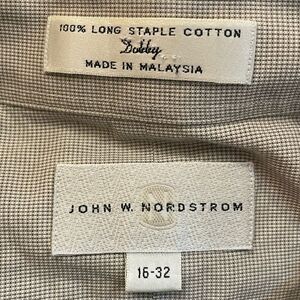 100% LONG STAPLE COTTON
Dobby
MADE IN MALAYSIA
JOHN W. NORDSTROM
16-32